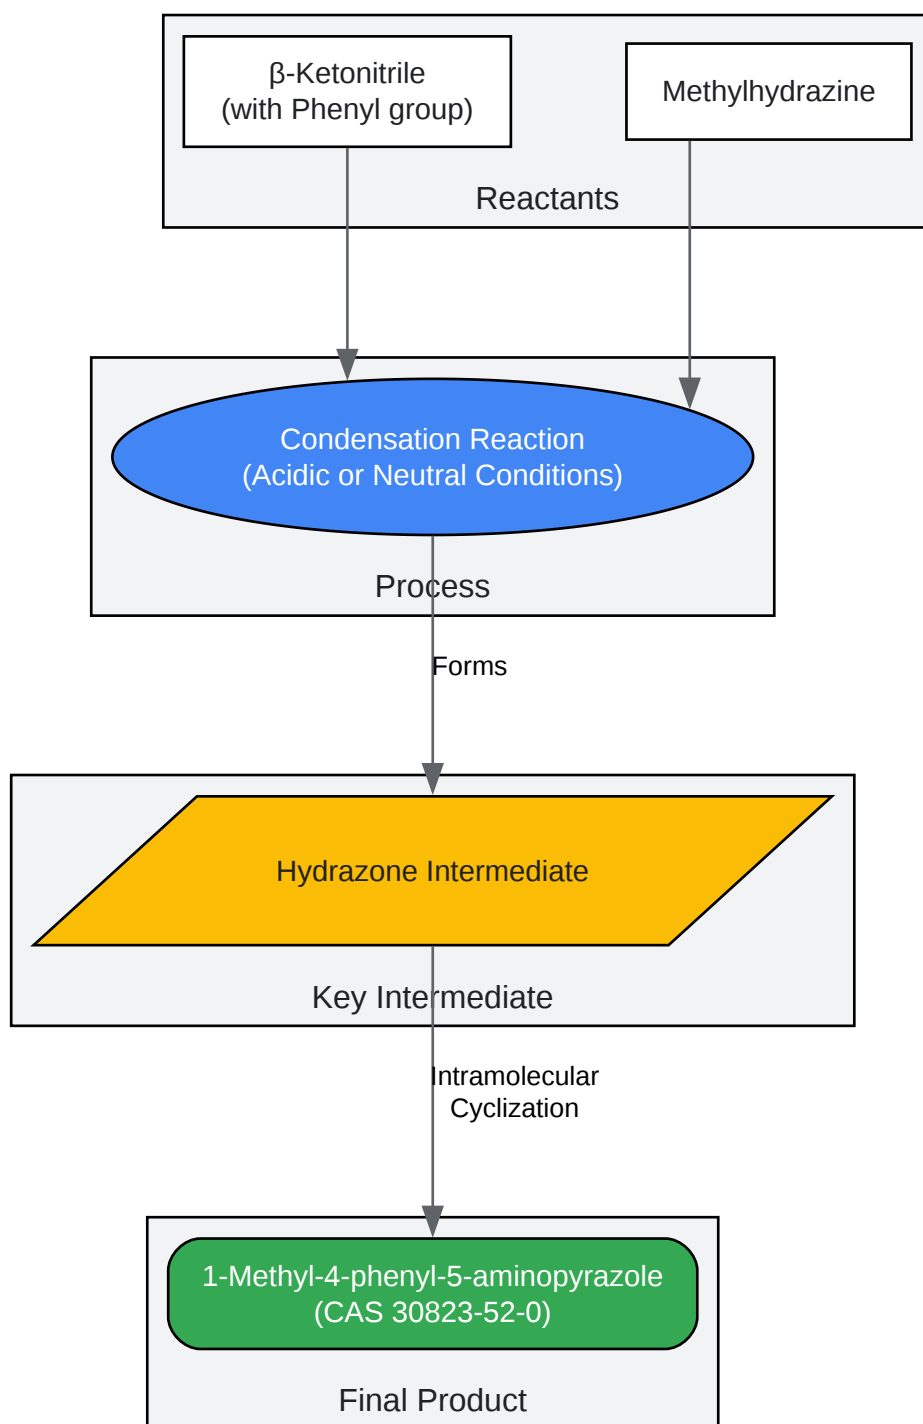 β-Ketonitrile
(with Phenyl group)
Methylhydrazine
Reactants
Condensation Reaction
(Acidic or Neutral Conditions)
Process
Forms
Hydrazone Intermediate
Key Intermediate
Intramolecular
Cyclization
1-Methyl-4-phenyl-5-aminopyrazole
(CAS 30823-52-0)
Final Product